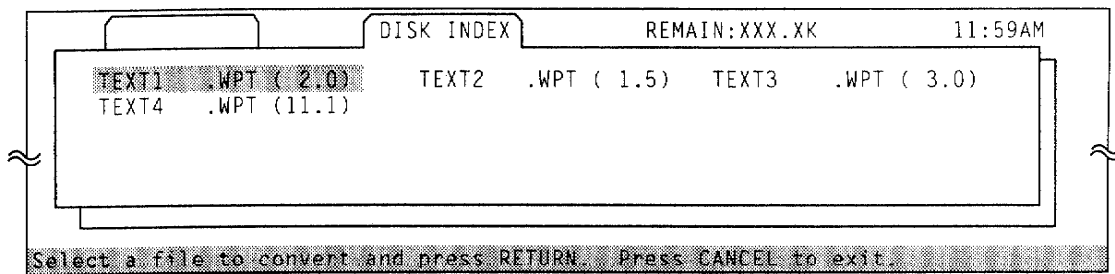 DISK INDEX REMAIN:XXX.XK 11:59AM
TEXT1 .WPT ( 2.0) TEXT2 .WPT ( 1.5) TEXT3 .WPT ( 3.0)
TEXT4 .WPT (11.1)
Select a file to convert and press RETURN. Press CANCEL to exit.